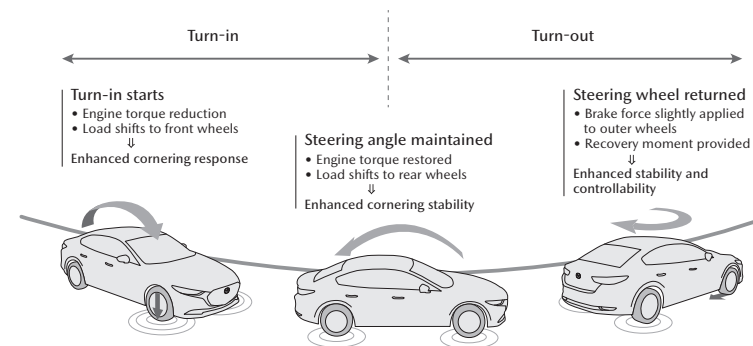 Turn-in
Turn-out
Turn-in starts
• Engine torque reduction
• Load shifts to front wheels
⇓
Enhanced cornering response
Steering angle maintained
• Engine torque restored
• Load shifts to rear wheels
⇓
Enhanced cornering stability
Steering wheel returned
• Brake force slightly applied
to outer wheels
• Recovery moment provided
⇓
Enhanced stability and
controllability